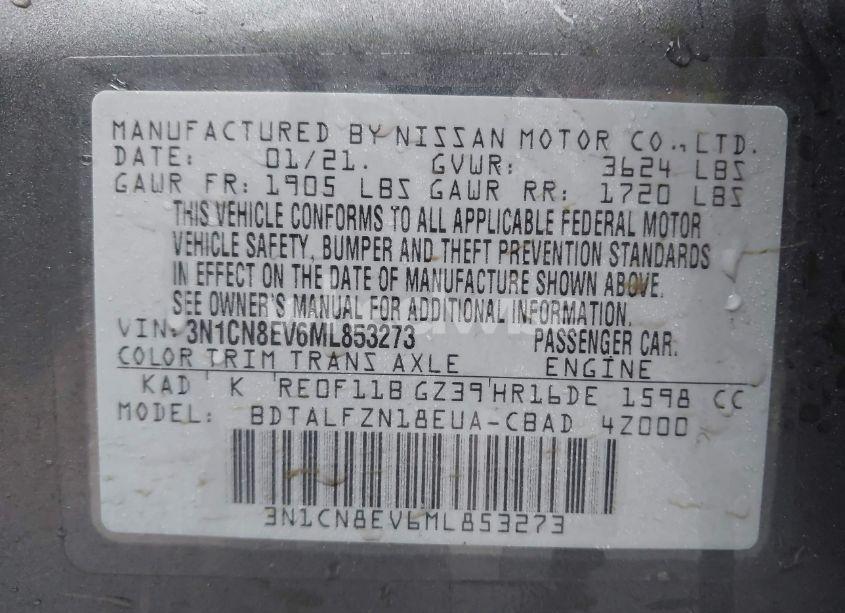 MANUFACTURED BY NISSAN MOTOR CO., LTD.
DATE: 01/21. GVWR: 3624 LBS
GAWR FR: 1905 LBS GAWR RR: 1720 LBS
THIS VEHICLE CONFORMS TO ALL APPLICABLE FEDERAL MOTOR
VEHICLE SAFETY, BUMPER AND THEFT PREVENTION STANDARDS
IN EFFECT ON THE DATE OF MANUFACTURE SHOWN ABOVE.
SEE OWNER'S MANUAL FOR ADDITIONAL INFORMATION.
VIN: 3N1CN8EV6ML853273 PASSENGER CAR.
COLOR TRIM TRANS AXLE ENGINE
KAD K RE0F11B GZ39 HR16DE 1598 CC
MODEL: BDTALFZN18EUA-CBAD 4Z000
3N1CN8EV6ML853273